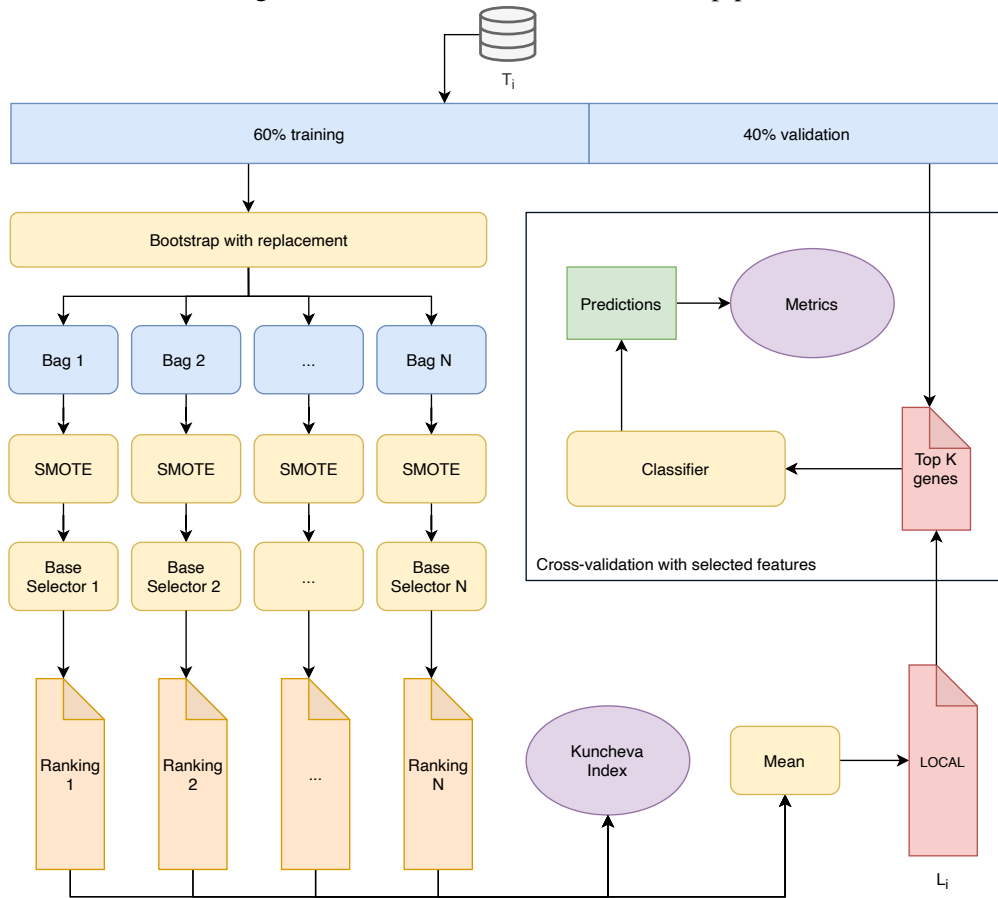 T_i
60% training
40% validation
Bootstrap with replacement
Predictions
Metrics
Bag 1
Bag 2
...
Bag N
SMOTE
SMOTE
SMOTE
SMOTE
Classifier
Top K
genes
Base
Selector 1
Base
Selector 2
...
Base
Selector N
Cross-validation with selected features
Ranking
1
Ranking
2
...
Ranking
N
Kuncheva
Index
Mean
LOCAL
L_i